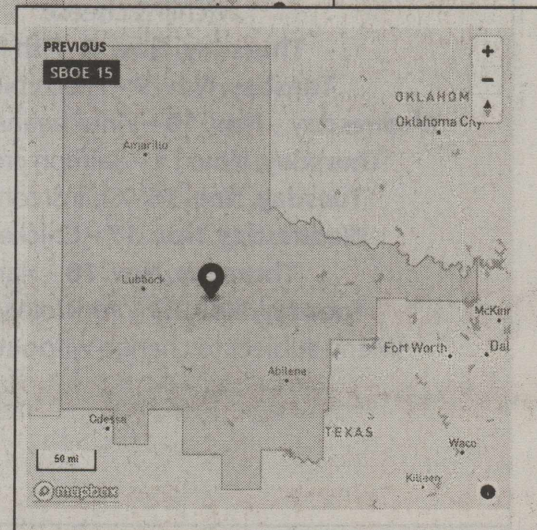 PREVIOUS
SBOE 15
+
−
OKLAHOM
Oklahoma City
Amarillo
Lubbock
McKinn
Fort Worth
Dal
Abilene
Odessa
TEXAS
Waco
50 mi
Killeen
mapbox